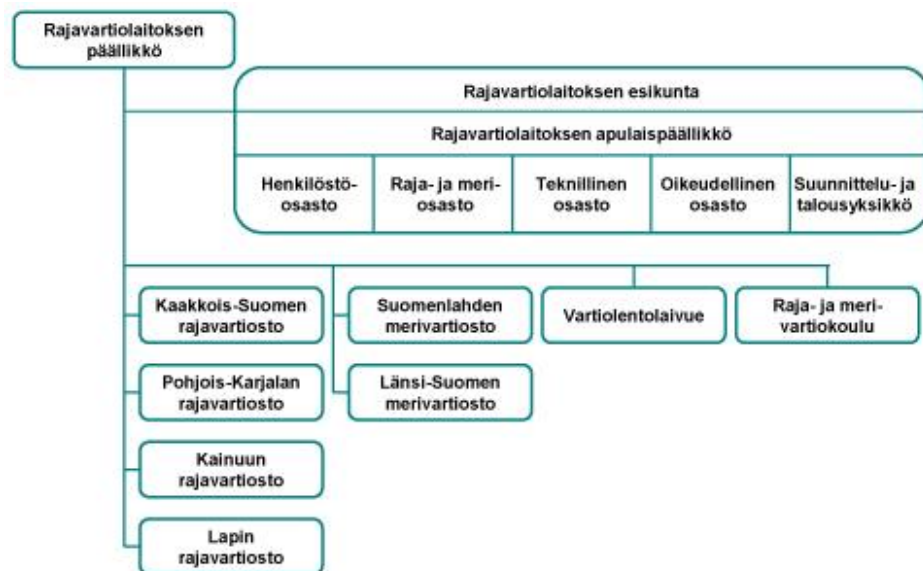 Rajavartiolaitoksen
päällikkö
Rajavartiolaitoksen esikunta
Rajavartiolaitoksen apulaispäällikkö
Henkilöstö-
osasto
Raja- ja meri-
osasto
Teknillinen
osasto
Oikeudellinen
osasto
Suunnittelu- ja
talousyksikkö
Kaakkois-Suomen
rajavartiosto
Suomenlahden
merivartiosto
Vartiolentolaivue
Raja- ja meri-
vartiokoulu
Pohjois-Karjalan
rajavartiosto
Länsi-Suomen
merivartiosto
Kainuun
rajavartiosto
Lapin
rajavartiosto